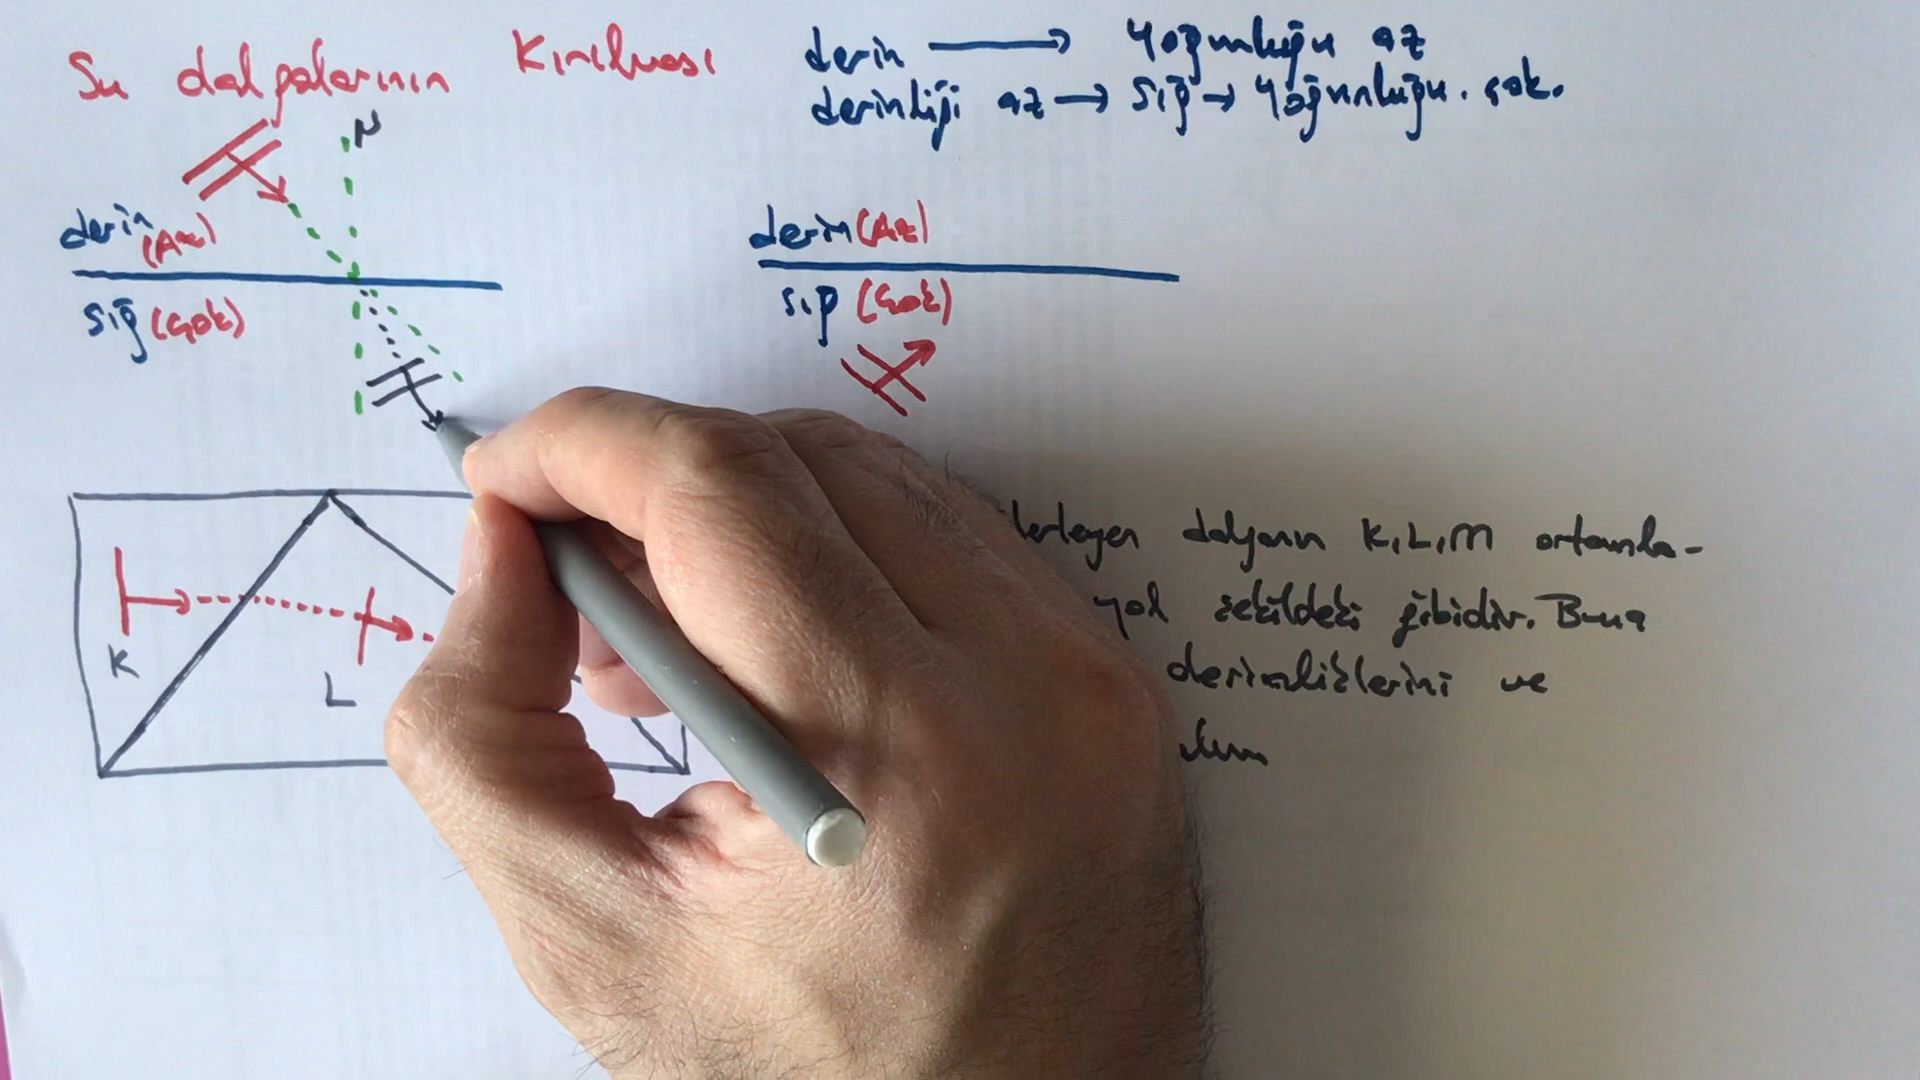 Su dalgalarının Kırılması
derin → yoğunluğu az
derinliği az → sığ → yoğunluğu çok.
N
derin (Az)
sığ (çok)
derin (Az)
sığ (çok)
K
L
ilerleyen dalganın K, L, M ortamla-
yol şekildeki gibidir. Buna
derinliklerini ve